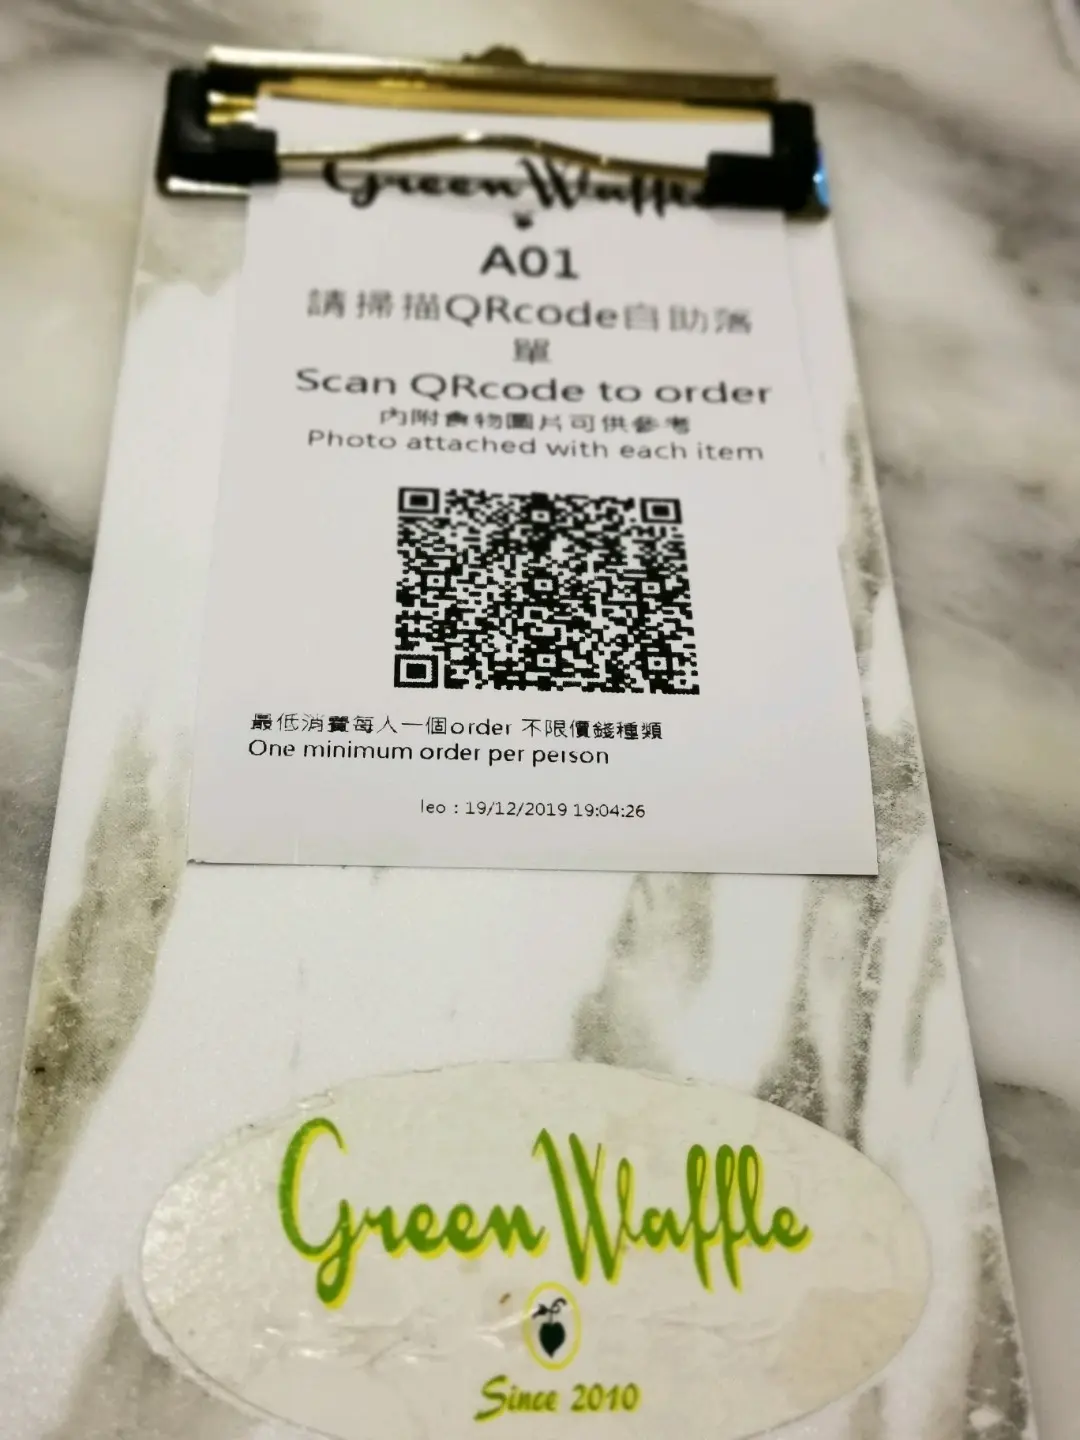 Green Waffle
A01
請掃描QRcode自助落
單
Scan QRcode to order
內附食物圖片可供參考
Photo attached with each item
最低消費每人一個order 不限價錢種類
One minimum order per person
leo : 19/12/2019 19:04:26
Green Waffle
Since 2010